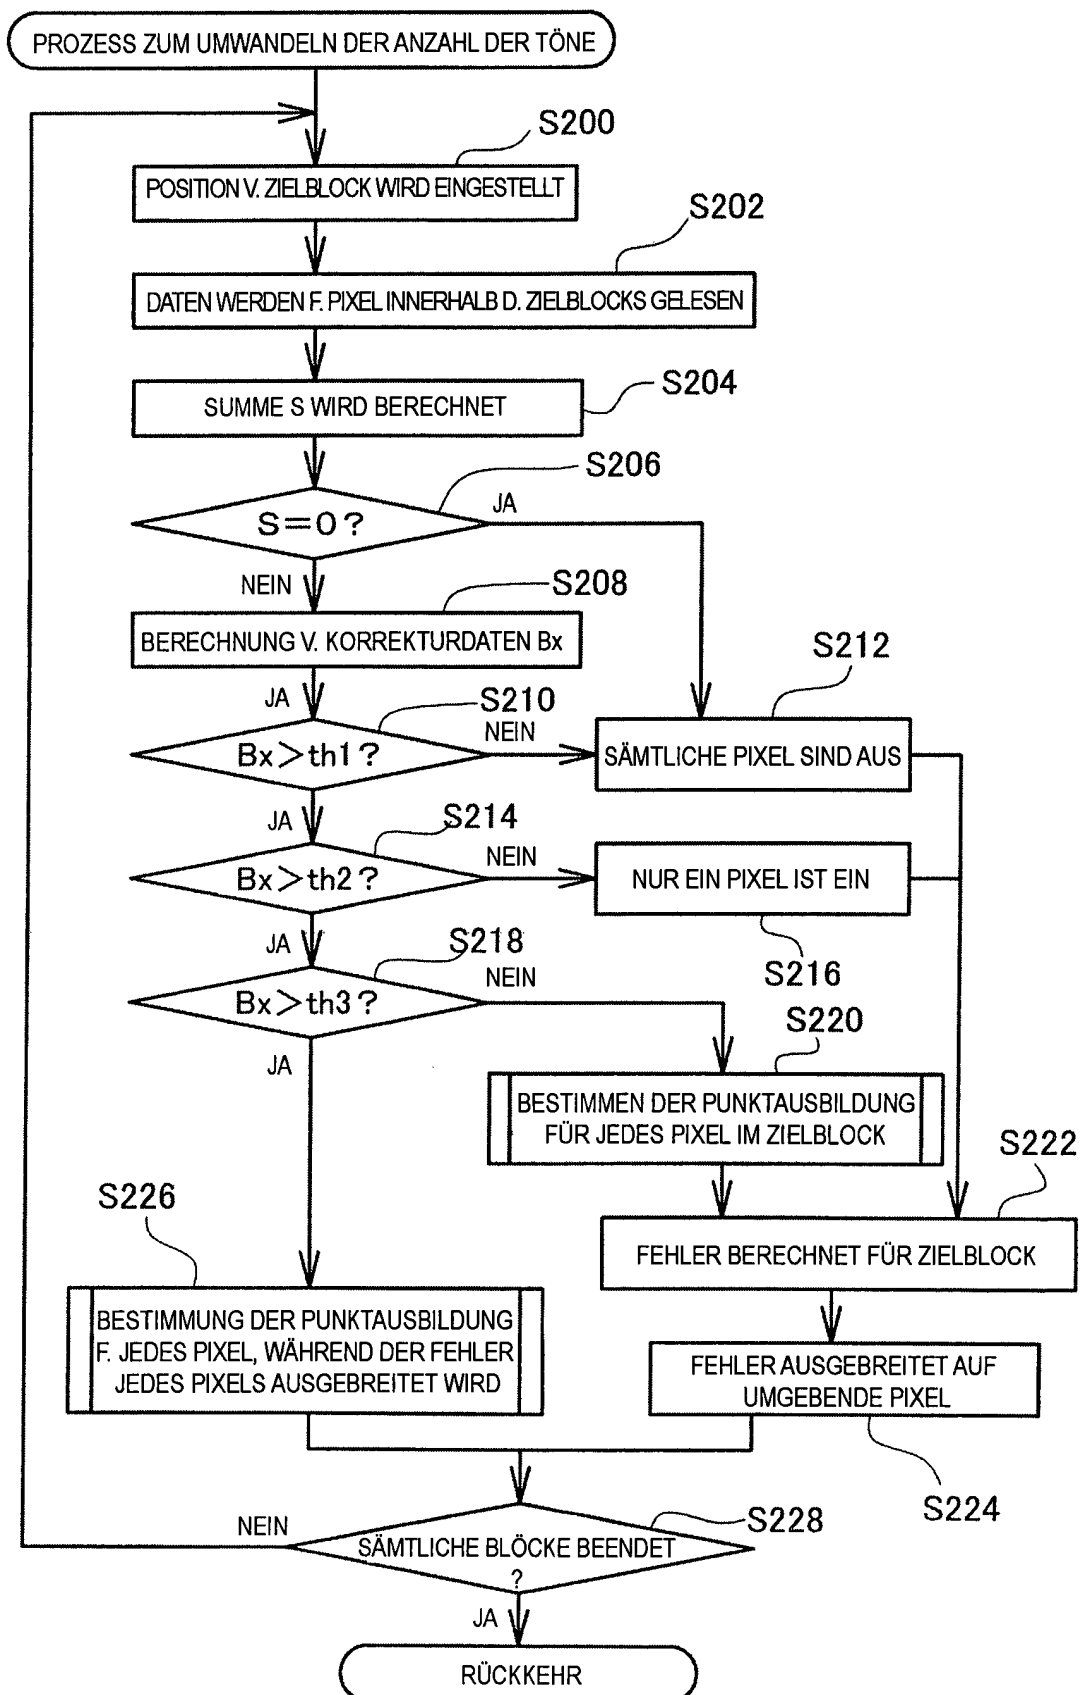 PROZESS ZUM UMWANDELN DER ANZAHL DER TÖNE
S200
POSITION V. ZIELBLOCK WIRD EINGESTELLT
S202
DATEN WERDEN F. PIXEL INNERHALB D. ZIELBLOCKS GELESEN
S204
SUMME S WIRD BERECHNET
S206
S=0?
JA
NEIN
S208
BERECHNUNG V. KORREKTURDATEN Bx
JA
S210
Bx>th1?
NEIN
S212
SÄMTLICHE PIXEL SIND AUS
JA
S214
Bx>th2?
NEIN
NUR EIN PIXEL IST EIN
S216
JA
S218
Bx>th3?
NEIN
S220
JA
BESTIMMEN DER PUNKTAUSBILDUNG
FÜR JEDES PIXEL IM ZIELBLOCK
S222
FEHLER BERECHNET FÜR ZIELBLOCK
S226
BESTIMMUNG DER PUNKTAUSBILDUNG
F. JEDES PIXEL, WÄHREND DER FEHLER
JEDES PIXELS AUSGEBREITET WIRD
FEHLER AUSGEBREITET AUF
UMGEBENDE PIXEL
S224
S228
NEIN
SÄMTLICHE BLÖCKE BEENDET
?
JA
RÜCKKEHR